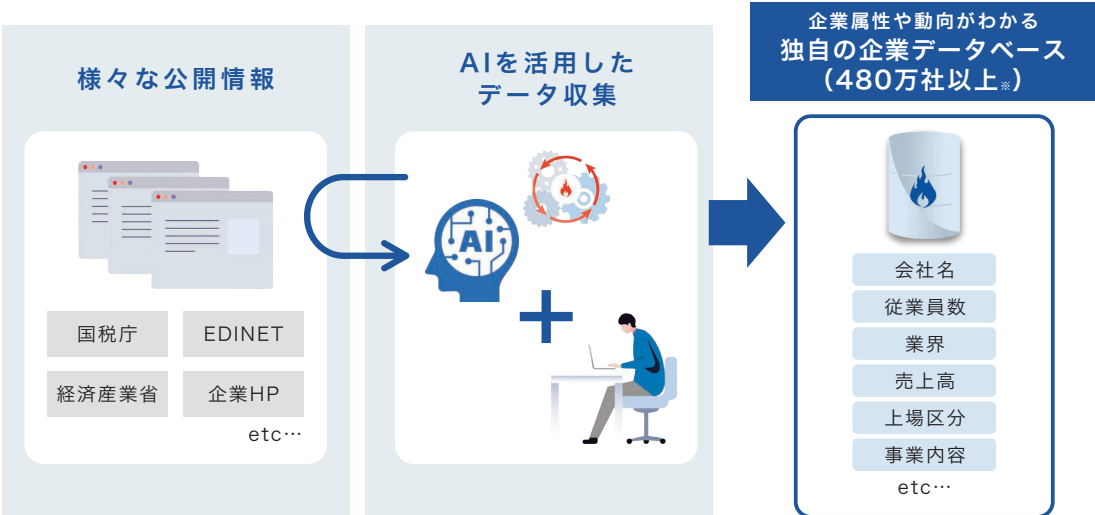 様々な公開情報
国税庁
EDINET
経済産業省
企業HP
etc…
AIを活用した
データ収集
AI
企業属性や動向がわかる
独自の企業データベース
(480万社以上※)
会社名
従業員数
業界
売上高
上場区分
事業内容
etc…